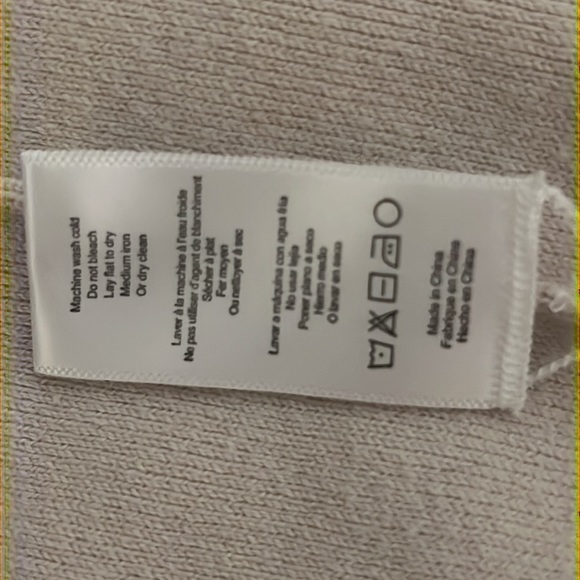 Machine wash cold
Do not bleach
Lay flat to dry
Medium iron
Or dry clean
Laver à la machine à l'eau froide
Ne pas utiliser d'agent de blanchiment
Sécher à plat
Fer moyen
Ou nettoyer à sec
Lavar a máquina con agua fría
No usar lejía
Poner plano a seco
Hierro medio
O lavar en seco
Made in China
Fabriqué en Chine
Hecho en China